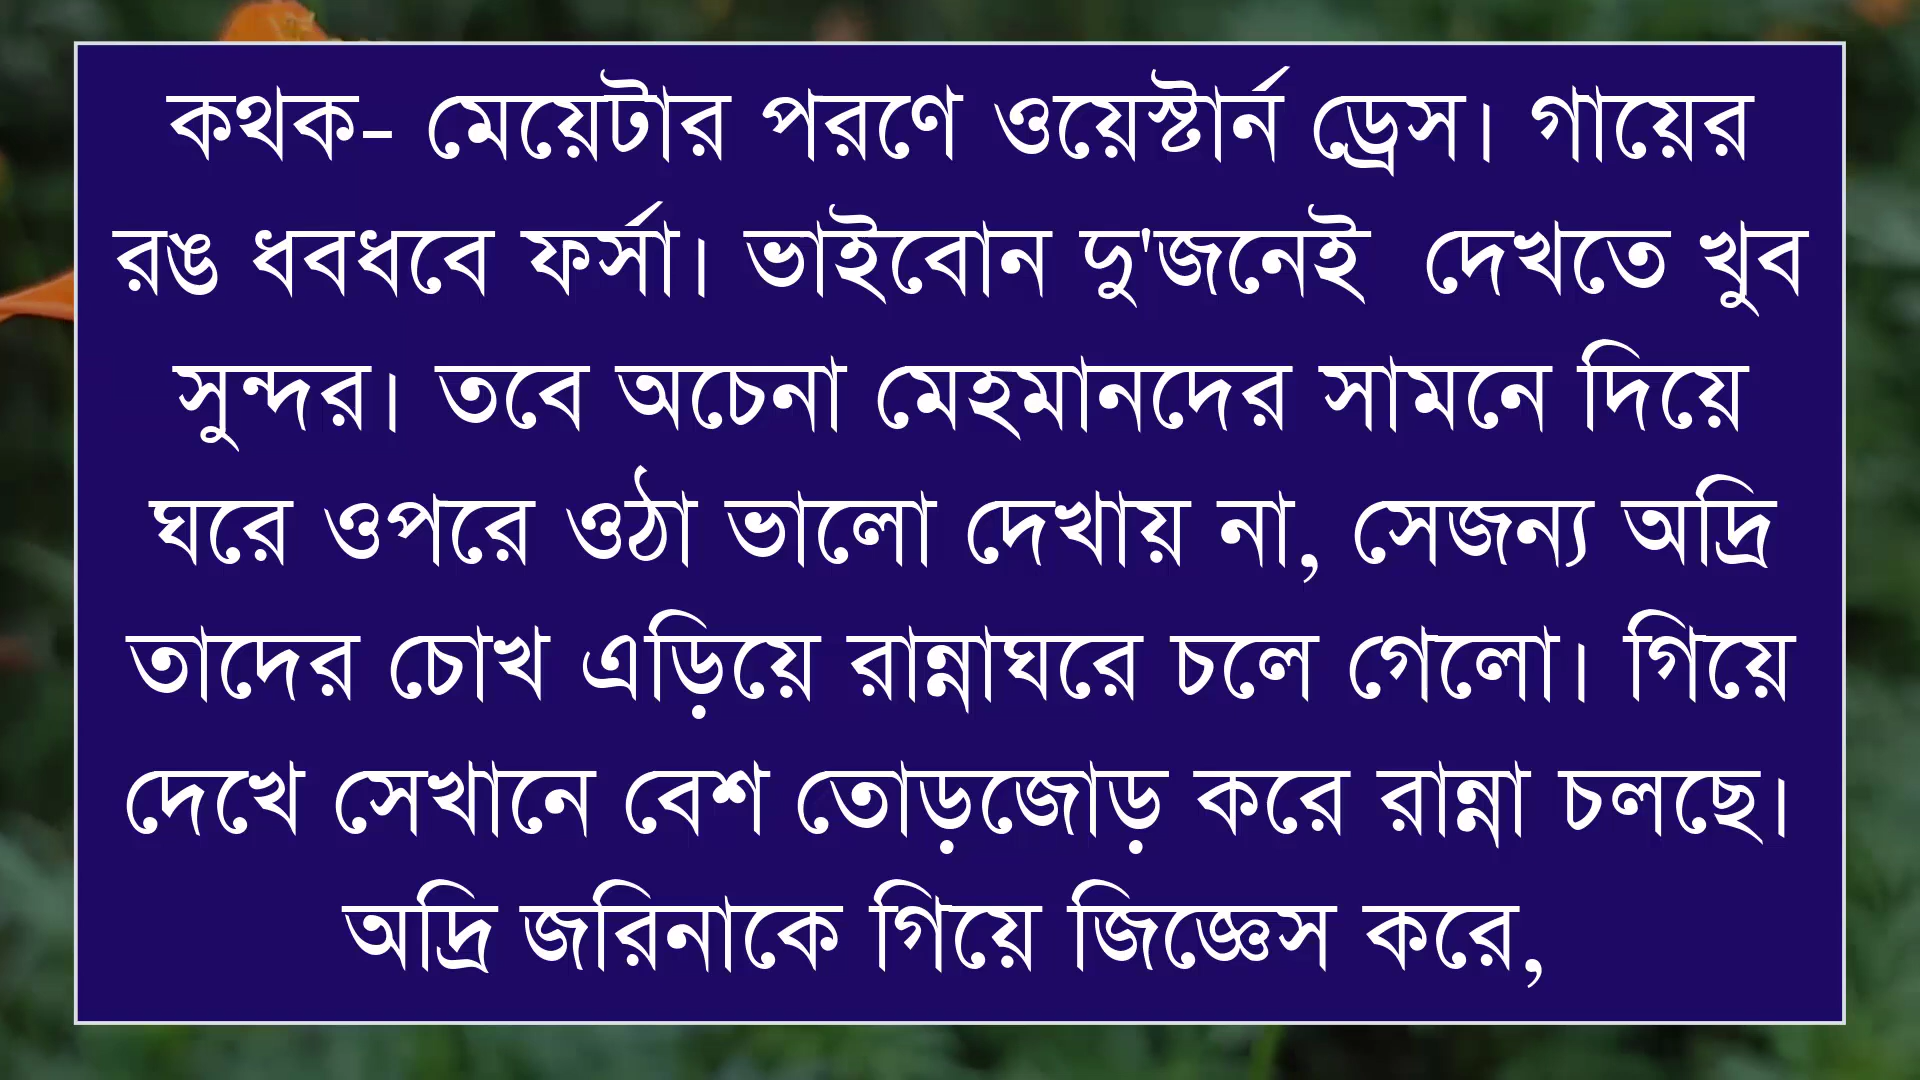 কথক- মেয়েটার পরণে ওয়েস্টার্ন ড্রেস। গায়ের
রঙ ধবধবে ফর্সা। ভাইবোন দু'জনেই  দেখতে খুব
সুন্দর। তবে অচেনা মেহমানদের সামনে দিয়ে
ঘরে ওপরে ওঠা ভালো দেখায় না, সেজন্য অদ্রি
তাদের চোখ এড়িয়ে রান্নাঘরে চলে গেলো। গিয়ে
দেখে সেখানে বেশ তোড়জোড় করে রান্না চলছে।
অদ্রি জরিনাকে গিয়ে জিজ্ঞেস করে,